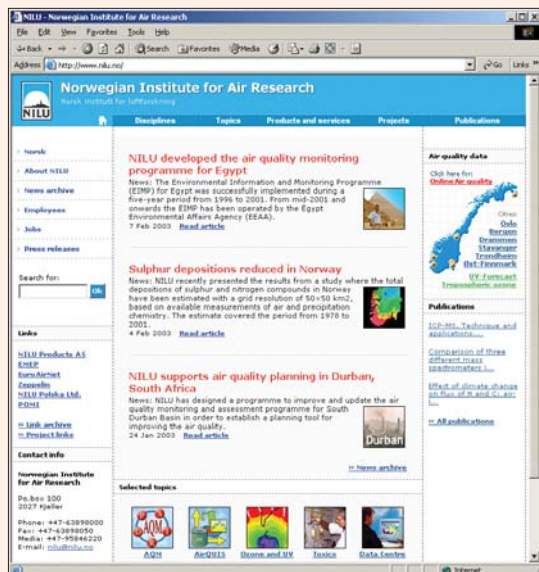 NILU - Norwegian Institute for Air Research
File Edit View Favorites Tools Help
Back Search Favorites Media
Address http://www.nilu.no/ Go Links
Norwegian Institute for Air Research
Norsk institutt for luftforskning
NILU
Disciplines Topics Products and services Projects Publications
Norsk
About NILU
News archive
Employees
Jobs
Press releases
Search for:
Ok
Links
NILU Products AS
EMEP
EuroAirNet
Zeppelin
NILU Polska Ltd.
POMI
» Link archive
» Project links
Contact info
Norwegian Institute
for Air Research
Po.box 100
2027 Kjeller
Phone: +47-63898000
Fax: +47-63898050
Media: +47-95846220
E-mail: nilu@nilu.no
NILU developed the air quality monitoring
programme for Egypt
News: The Environmental Information and Monitoring Programme
(EIMP) for Egypt was successfully implemented during a
five-year period from 1996 to 2001. From mid-2001 and
onwards the EIMP has been operated by the Egypt
Environmental Affairs Agency (EEAA).
7 Feb 2003 Read article
Sulphur depositions reduced in Norway
News: NILU recently presented the results from a study where the total
depositions of sulphur and nitrogen compounds in Norway
have been estimated with a grid resolution of 50×50 km2,
based on available measurements of air and precipitation
chemistry. The estimate covered the period from 1978 to
2001.
4 Feb 2003 Read article
NILU supports air quality planning in Durban,
South Africa
News: NILU has designed a programme to improve and update the air
quality monitoring and assessment programme for South
Durban Basin in order to establish a planning tool for
improving the air quality.
24 Jan 2003 Read article
Durban
» News archive
Selected topics
AQM
AQM AirQUIS Ozone and UV Toxics Data Centre
Air quality data
Click here for:
Online Air quality
Cities:
Oslo
Bergen
Drammen
Stavanger
Trondheim
Øst-Finnmark
UV-Forecast
Tropospheric ozone
Publications
ICP-MS, Technique and
applications....
Comparison of three
different mass
spectrometers i...
Effect of climate change
on flux of N and C: air-
l...
» All publications
Internet